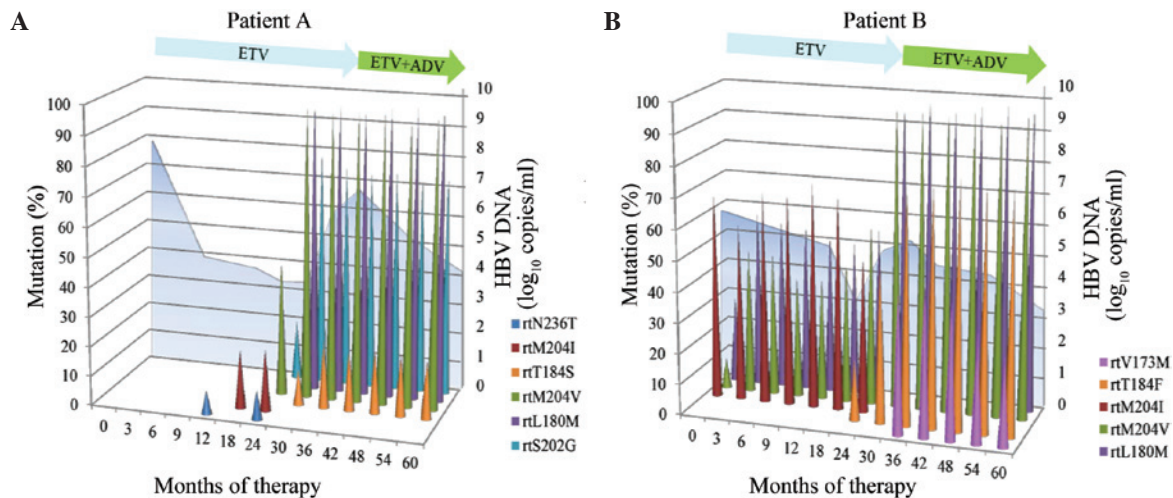 A
Patient A
ETV
ETV+ADV
Mutation (%)
100
90
80
70
60
50
40
30
20
10
0
10
9
8
7
6
5
4
3
2
1
0
HBV DNA
(log10 copies/ml)
0 3 6 9 12 18 24 30 36 42 48 54 60
Months of therapy
rtN236T
rtM204I
rtT184S
rtM204V
rtL180M
rtS202G
B
Patient B
ETV
ETV+ADV
Mutation (%)
100
90
80
70
60
50
40
30
20
10
0
10
9
8
7
6
5
4
3
2
1
0
HBV DNA
(log10 copies/ml)
0 3 6 9 12 18 24 30 36 42 48 54 60
Months of therapy
rtV173M
rtT184F
rtM204I
rtM204V
rtL180M